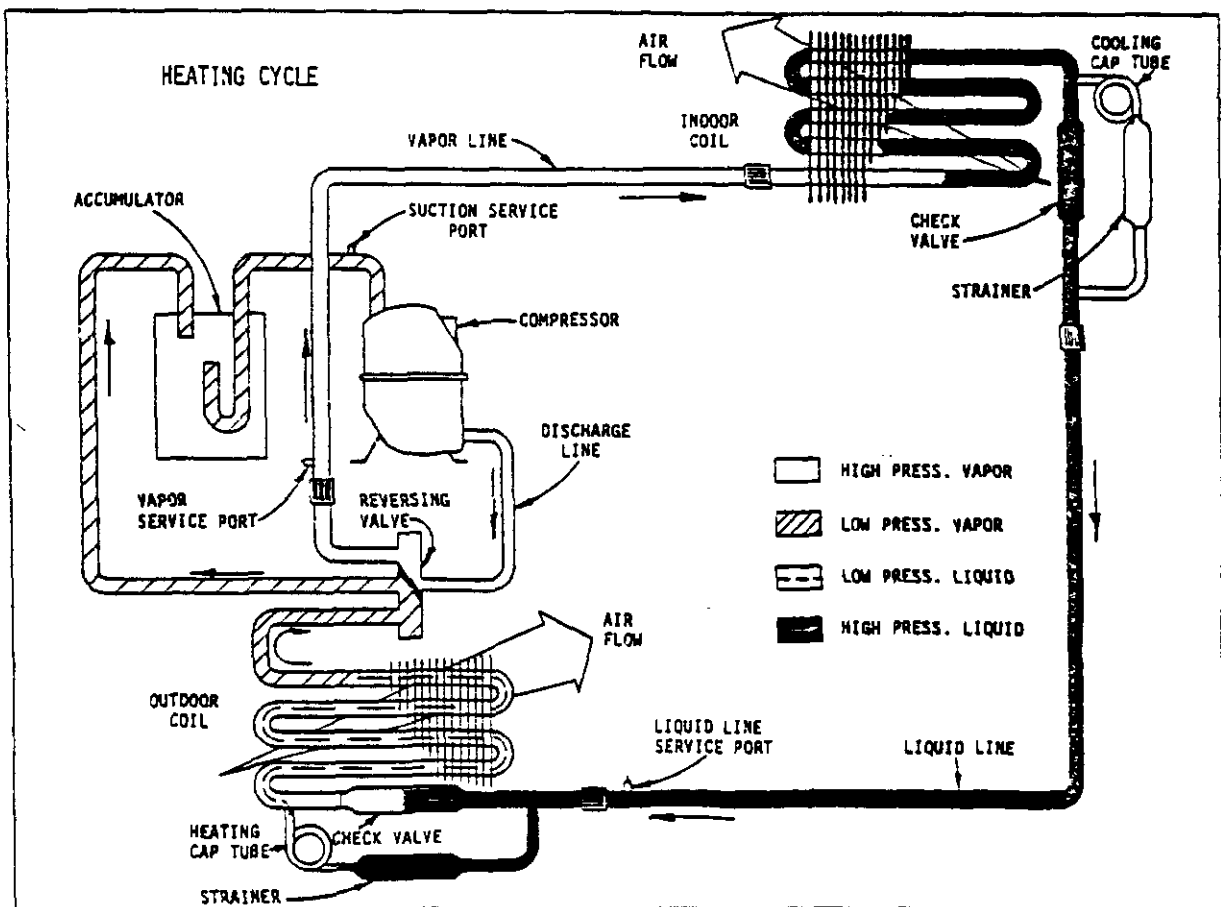 HEATING CYCLE
AIR
FLOW
COOLING
CAP TUBE
INDOOR
COIL
VAPOR LINE
ACCUMULATOR
SUCTION SERVICE
PORT
CHECK
VALVE
STRAINER
COMPRESSOR
DISCHARGE
LINE
VAPOR
SERVICE PORT
REVERSING
VALVE
HIGH PRESS. VAPOR
LOW PRESS. VAPOR
LOW PRESS. LIQUID
HIGH PRESS. LIQUID
AIR
FLOW
OUTDOOR
COIL
LIQUID LINE
SERVICE PORT
LIQUID LINE
HEATING
CAP TUBE
CHECK VALVE
STRAINER